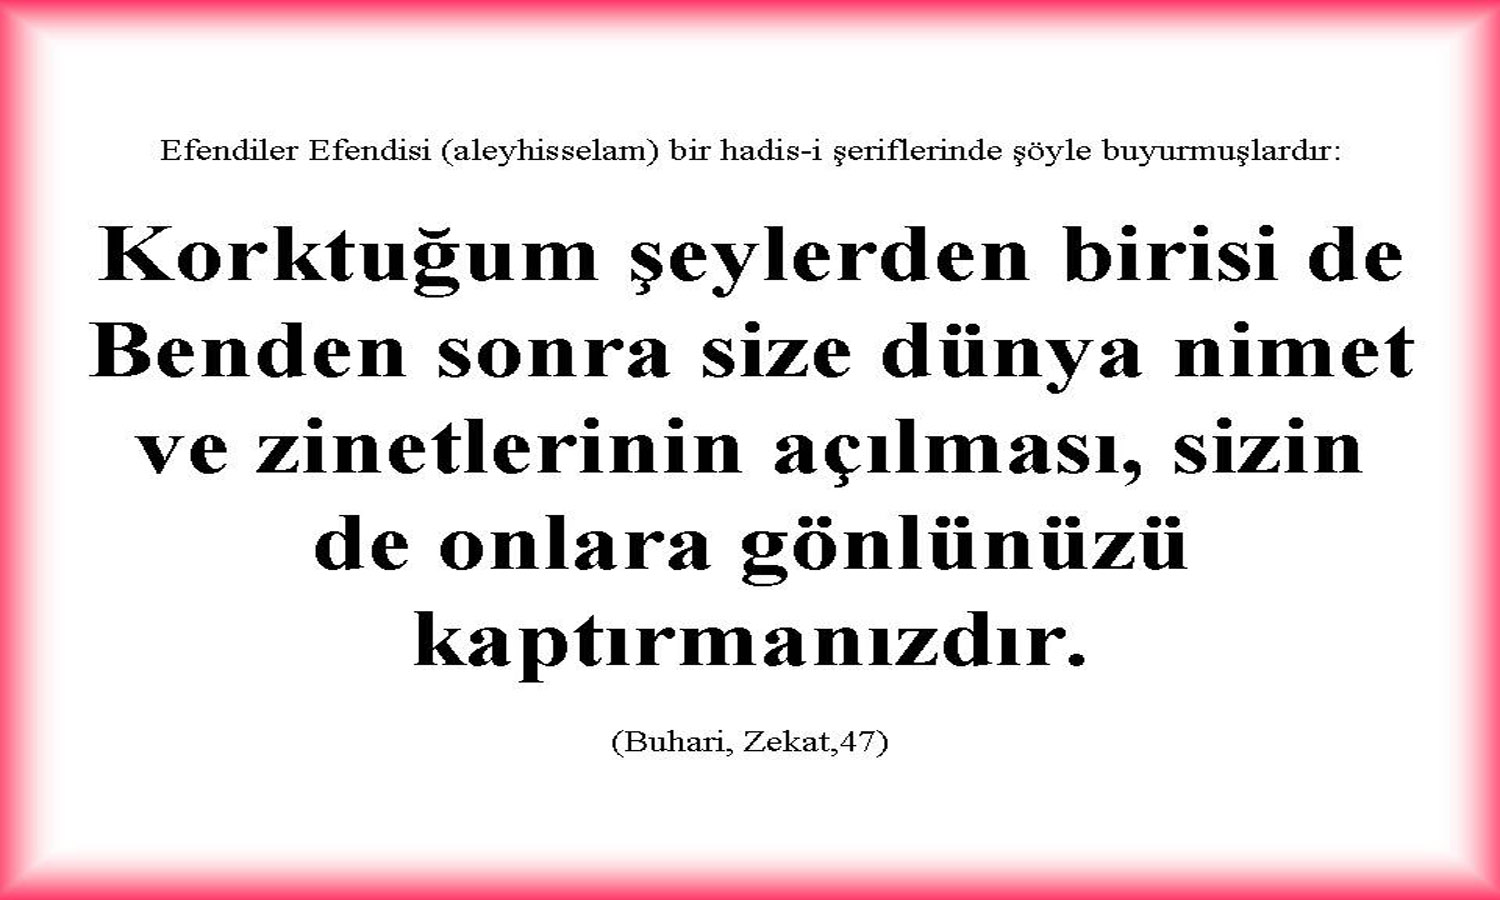 Efendiler Efendisi (aleyhisselam) bir hadis-i şeriflerinde şöyle buyurmuşlardır:
Korktuğum şeylerden birisi de
Benden sonra size dünya nimet
ve zinetlerinin açılması, sizin
de onlara gönlünüzü
kaptırmanızdır.
(Buhari, Zekat,47)